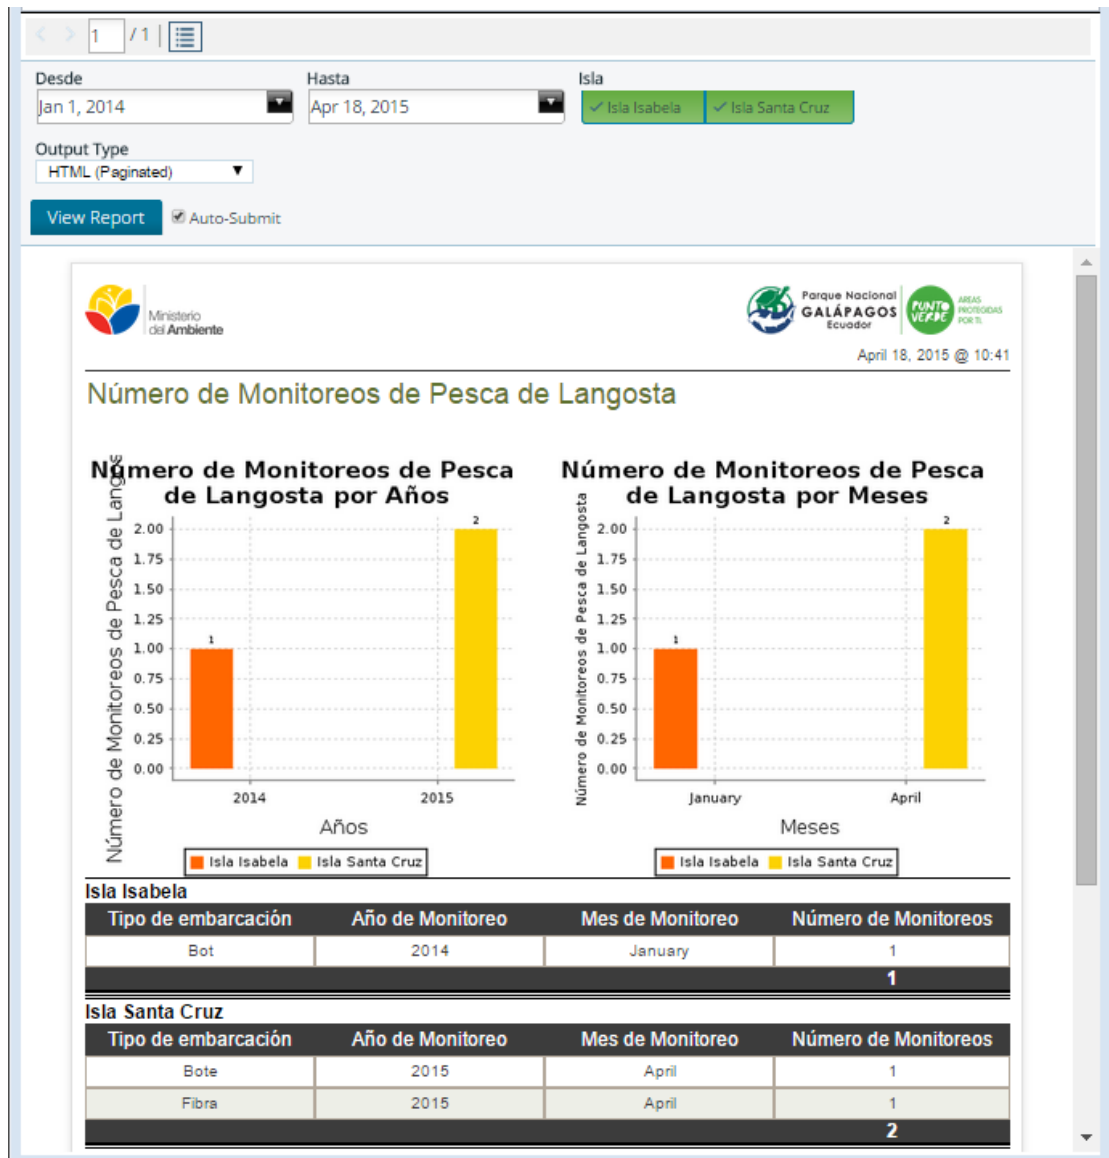 1 / 1
Desde Hasta Isla
Jan 1, 2014 Apr 18, 2015 Isla Isabela Isla Santa Cruz
Output Type
HTML (Paginated)
View Report Auto-Submit
Ministerio
del Ambiente
Parque Nacional
GALÁPAGOS
Ecuador
PUNTO
VERDE
AREAS
PROTEGIDAS
POR TI
April 18, 2015 @ 10:41
Número de Monitoreos de Pesca de Langosta
Número de Monitoreos de Pesca
de Langosta por Años
Número de Monitoreos de Pesca de Langos
2.00
1.75
1.50
1.25
1.00
0.75
0.50
0.25
0.00
1
2
2014 2015
Años
Isla Isabela Isla Santa Cruz
Número de Monitoreos de Pesca
de Langosta por Meses
Número de Monitoreos de Pesca de Langosta
2.00
1.75
1.50
1.25
1.00
0.75
0.50
0.25
0.00
1
2
January April
Meses
Isla Isabela Isla Santa Cruz
Isla Isabela
Tipo de embarcación Año de Monitoreo Mes de Monitoreo Número de Monitoreos
Bot 2014 January 1
1
Isla Santa Cruz
Tipo de embarcación Año de Monitoreo Mes de Monitoreo Número de Monitoreos
Bote 2015 April 1
Fibra 2015 April 1
2